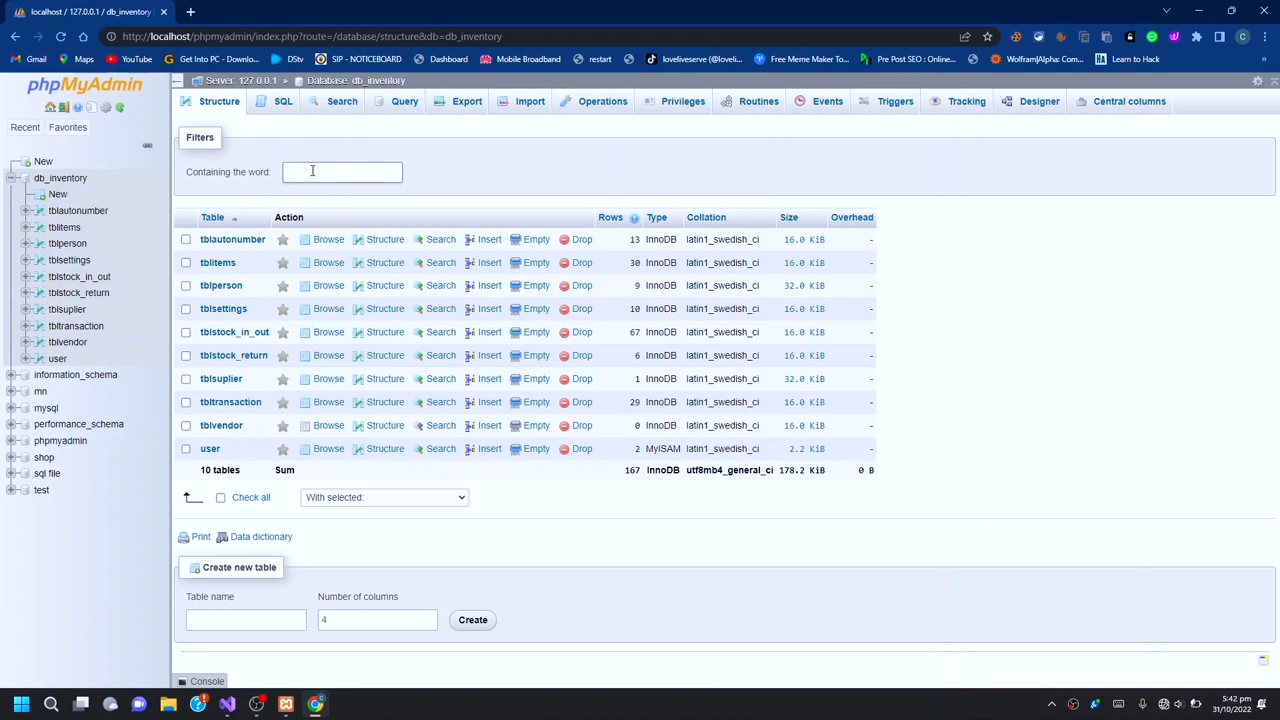 localhost / 127.0.0.1 / db_inventory
http://localhost/phpmyadmin/index.php?route=/database/structure&db=db_inventory
C
Gmail Maps YouTube Get Into PC - Downlo... DStv SIP - NOTICEBOARD Mobile Broadband restart loveliveserve (@loveli... Free Meme Maker To... Pre Post SEO : Online... Wolfram|Alpha: Com... Learn to Hack
phpMyAdmin
Recent Favorites
New
db_inventory
New
tblautonumber
tblitems
tblperson
tblsettings
tblstock_in_out
tblstock_return
tblsuplier
tbltransaction
tblvendor
user
information_schema
mn
mysql
performance_schema
phpmyadmin
shop
sql file
test
Server: 127.0.0.1 » Database: db_inventory
Structure SQL Search Query Export Import Operations Privileges Routines Events Triggers Tracking Designer Central columns
Filters
Containing the word:
Table Action Rows Type Collation Size Overhead
tblautonumber Browse Structure Search Insert Empty Drop 13 InnoDB latin1_swedish_ci 16.0 KiB -
tblitems Browse Structure Search Insert Empty Drop 30 InnoDB latin1_swedish_ci 16.0 KiB -
tblperson Browse Structure Search Insert Empty Drop 9 InnoDB latin1_swedish_ci 32.0 KiB -
tblsettings Browse Structure Search Insert Empty Drop 10 InnoDB latin1_swedish_ci 16.0 KiB -
tblstock_in_out Browse Structure Search Insert Empty Drop 67 InnoDB latin1_swedish_ci 16.0 KiB -
tblstock_return Browse Structure Search Insert Empty Drop 6 InnoDB latin1_swedish_ci 16.0 KiB -
tblsuplier Browse Structure Search Insert Empty Drop 1 InnoDB latin1_swedish_ci 32.0 KiB -
tbltransaction Browse Structure Search Insert Empty Drop 29 InnoDB latin1_swedish_ci 16.0 KiB -
tblvendor Browse Structure Search Insert Empty Drop 0 InnoDB latin1_swedish_ci 16.0 KiB -
user Browse Structure Search Insert Empty Drop 2 MyISAM latin1_swedish_ci 2.2 KiB -
10 tables Sum 167 InnoDB utf8mb4_general_ci 178.2 KiB 0 B
Check all With selected:
Print Data dictionary
Create new table
Table name Number of columns
4 Create
Console
5:42 pm
31/10/2022